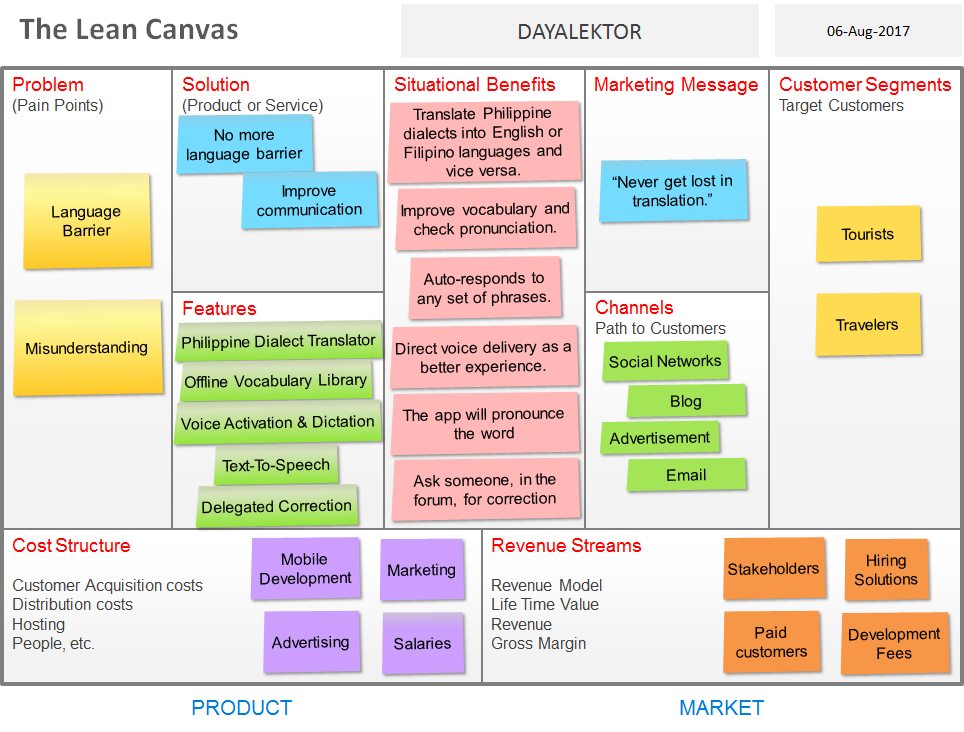 The Lean Canvas
DAYALEKTOR
06-Aug-2017
Problem
(Pain Points)
Language
Barrier
Misunderstanding
Solution
(Product or Service)
No more
language barrier
Improve
communication
Features
Philippine Dialect Translator
Offline Vocabulary Library
Voice Activation & Dictation
Text-To-Speech
Delegated Correction
Situational Benefits
Translate Philippine
dialects into English or
Filipino languages and
vice versa.
Improve vocabulary and
check pronunciation.
Auto-responds to
any set of phrases.
Direct voice delivery as a
better experience.
The app will pronounce
the word
Ask someone, in the
forum, for correction
Marketing Message
“Never get lost in
translation.”
Channels
Path to Customers
Social Networks
Blog
Advertisement
Email
Customer Segments
Target Customers
Tourists
Travelers
Cost Structure
Customer Acquisition costs
Distribution costs
Hosting
People, etc.
Mobile
Development
Marketing
Advertising
Salaries
Revenue Streams
Revenue Model
Life Time Value
Revenue
Gross Margin
Stakeholders
Hiring
Solutions
Paid
customers
Development
Fees
PRODUCT
MARKET